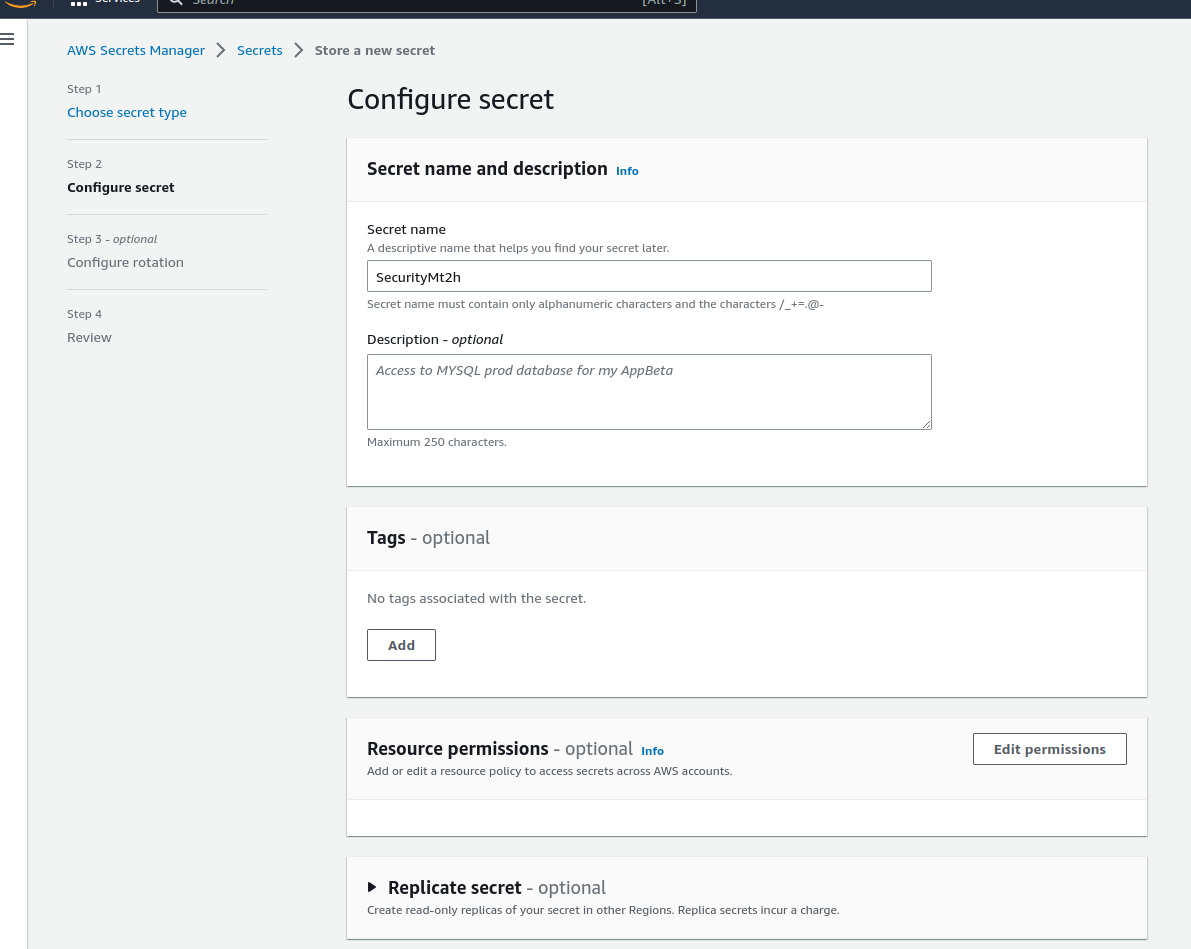 Services
Search
[Alt+S]
AWS Secrets Manager > Secrets > Store a new secret
Step 1
Choose secret type
Step 2
Configure secret
Step 3 - optional
Configure rotation
Step 4
Review
Configure secret
Secret name and description Info
Secret name
A descriptive name that helps you find your secret later.
SecurityMt2h
Secret name must contain only alphanumeric characters and the characters /_+=.@-
Description - optional
Access to MYSQL prod database for my AppBeta
Maximum 250 characters.
Tags - optional
No tags associated with the secret.
Add
Resource permissions - optional Info
Edit permissions
Add or edit a resource policy to access secrets across AWS accounts.
Replicate secret - optional
Create read-only replicas of your secret in other Regions. Replica secrets incur a charge.